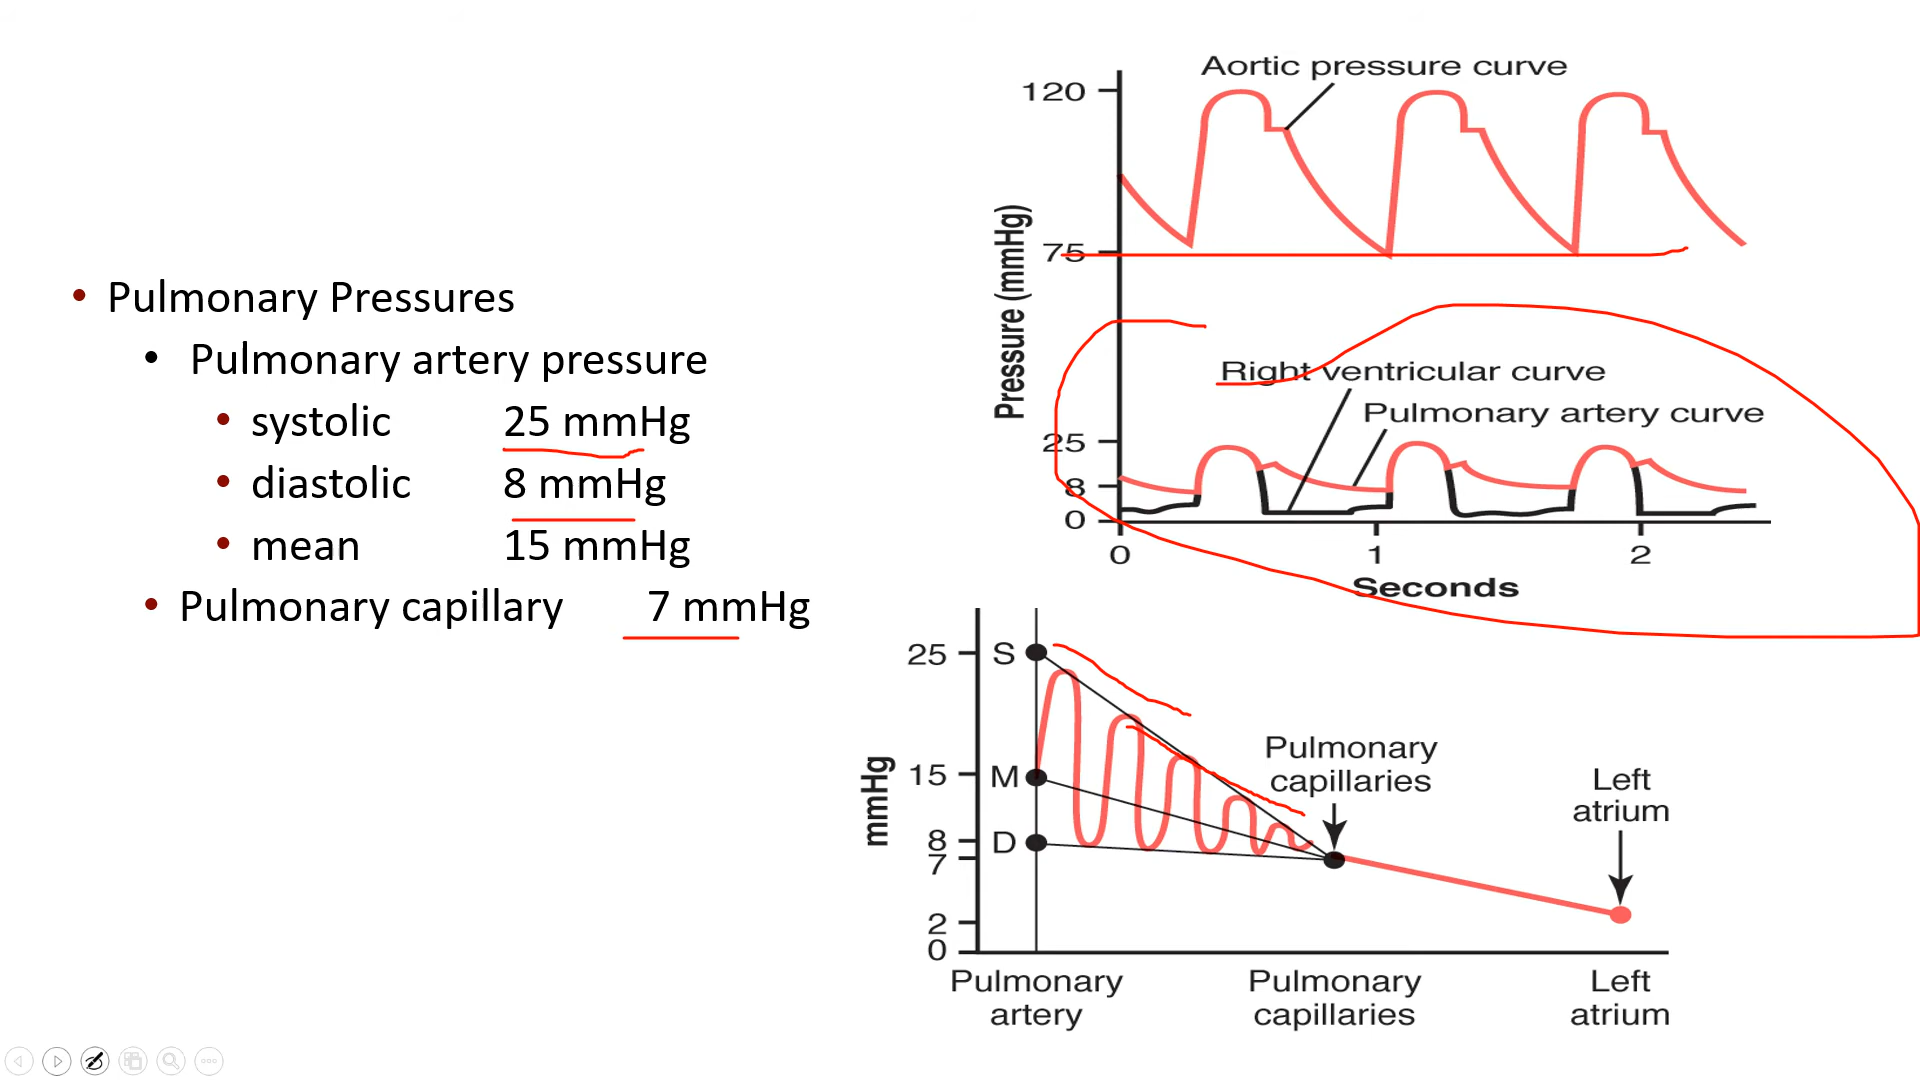 • Pulmonary Pressures
• Pulmonary artery pressure
• systolic 25 mmHg
• diastolic 8 mmHg
• mean 15 mmHg
• Pulmonary capillary 7 mmHg
Aortic pressure curve
120
75
Pressure (mmHg)
Right ventricular curve
Pulmonary artery curve
25
8
0
0 1 2
Seconds
25 S
15 M
8 D
7
2
0
mmHg
Pulmonary
capillaries
Left
atrium
Pulmonary
artery
Pulmonary
capillaries
Left
atrium